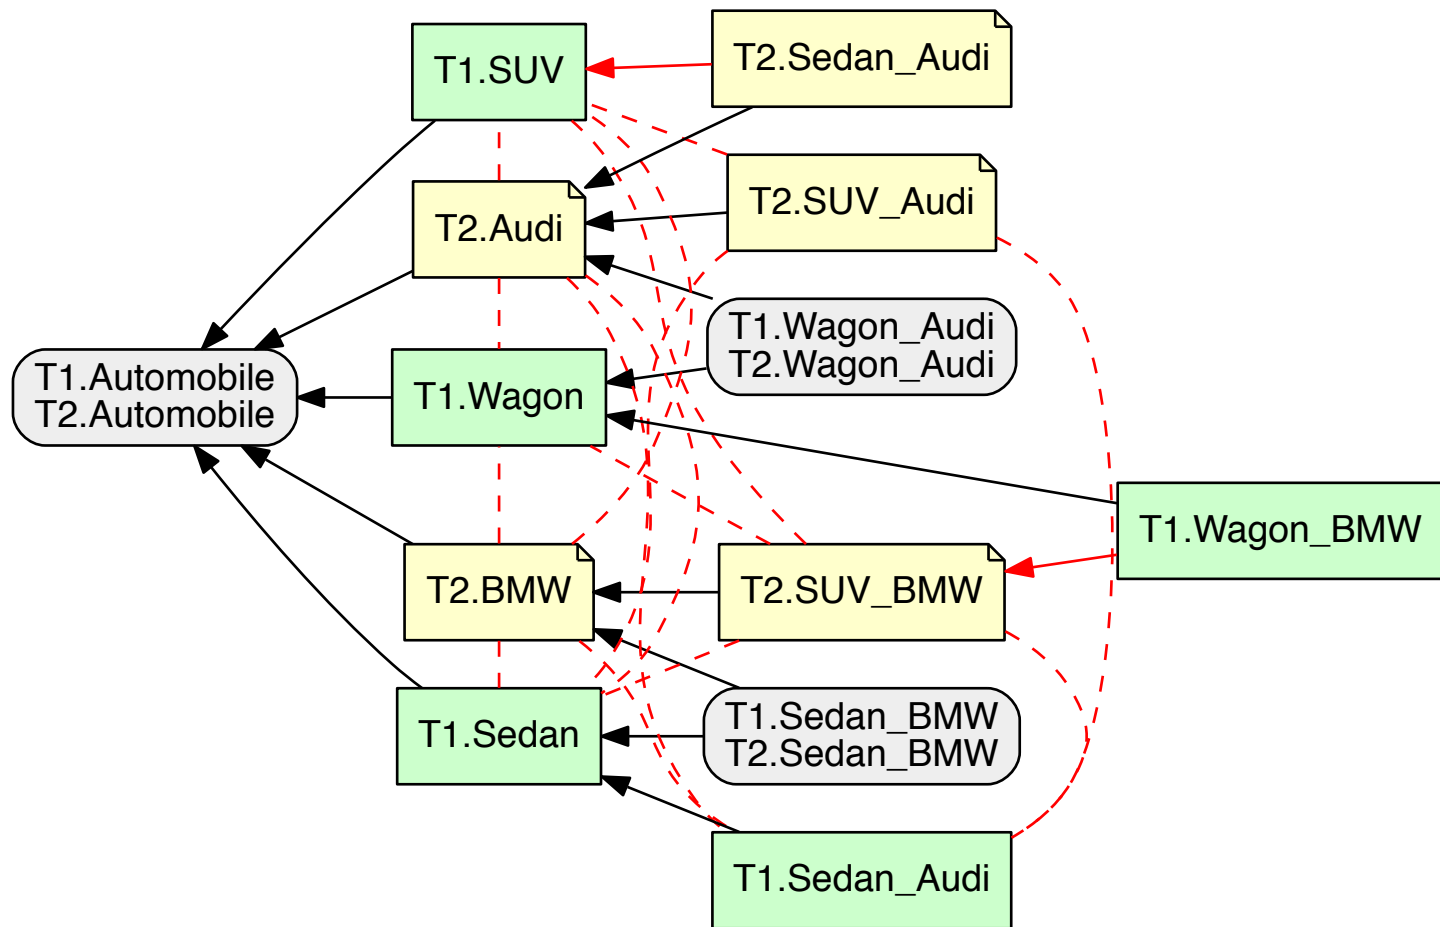 T1.SUV
T2.Sedan_Audi
T2.SUV_Audi
T2.Audi
T1.Wagon_Audi
T2.Wagon_Audi
T1.Automobile
T2.Automobile
T1.Wagon
T1.Wagon_BMW
T2.BMW
T2.SUV_BMW
T1.Sedan
T1.Sedan_BMW
T2.Sedan_BMW
T1.Sedan_Audi